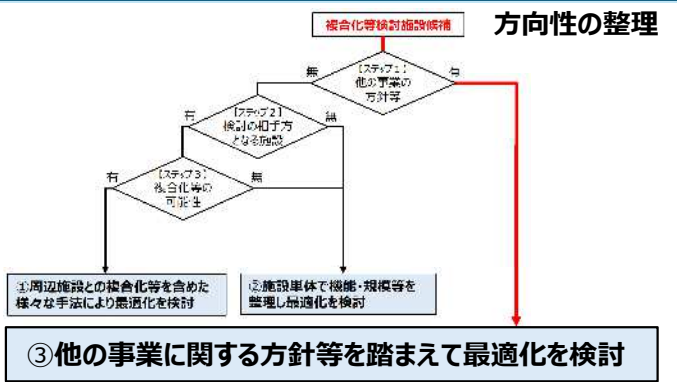 方向性の整理
複合化等検討施設候補
無
有
【ステップ1】
他の事業の
方針等
有
無
【ステップ2】
検討の相手方
となる施設
有
無
【ステップ3】
複合化等の
可能性
①周辺施設との複合化等を含めた
様々な手法により最適化を検討
②施設単体で機能・規模等を
整理し最適化を検討
③他の事業に関する方針等を踏まえて最適化を検討